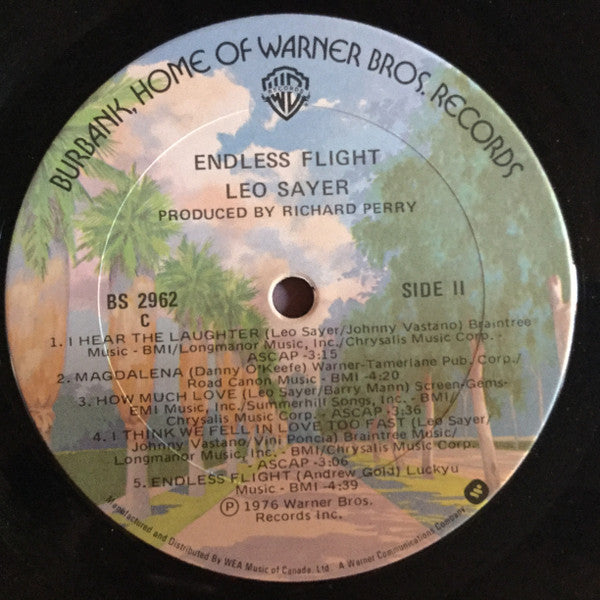 BURBANK, HOME OF WARNER BROS. RECORDS
WB
RECORDS
ENDLESS FLIGHT
LEO SAYER
PRODUCED BY RICHARD PERRY
BS 2962
C
SIDE II
1. I HEAR THE LAUGHTER (Leo Sayer/Johnny Vastano) Braintree
Music - BMI/Longmanor Music, Inc./Chrysalis Music Corp. -
ASCAP -3:15
2. MAGDALENA (Danny O'Keefe) Warner-Tamerlane Pub. Corp./
Road Canon Music - BMI -4:20
3. HOW MUCH LOVE (Leo Sayer/Barry Mann) Screen-Gems-
EMI Music, Inc./Summerhill Songs, Inc. - BMI/
Chrysalis Music Corp. - ASCAP -3:36
4. I THINK WE FELL IN LOVE TOO FAST (Leo Sayer/
Johnny Vastano/Vini Poncia) Braintree Music/
Longmanor Music, Inc. - BMI/Chrysalis Music Corp.
- ASCAP -3:06
5. ENDLESS FLIGHT (Andrew Gold) Luckyu
Music - BMI -4:39
Ⓟ 1976 Warner Bros.
Records Inc.
Manufactured and Distributed By WEA Music of Canada, Ltd. A Warner Communications Company